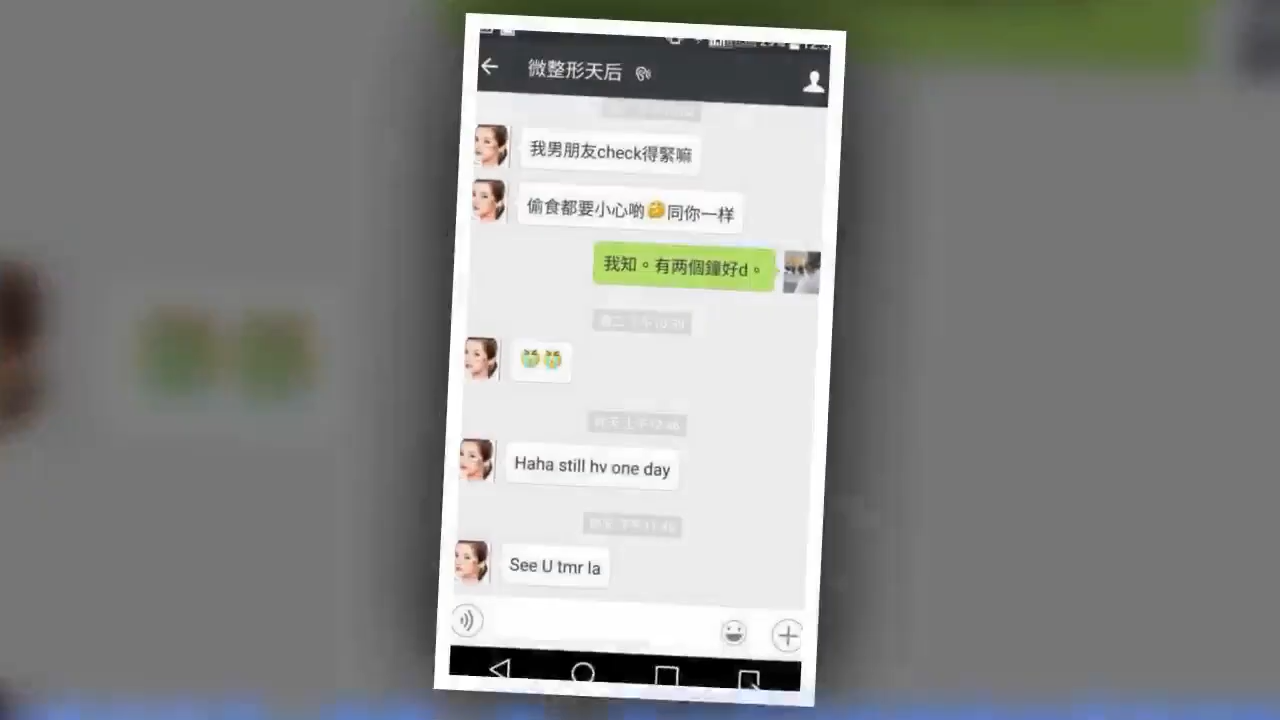 微整形天后
我男朋友check得緊嘛
偷食都要小心啲🤔同你一样
我知。有两個鐘好d。
😭😭
Haha still hv one day
See U tmr la